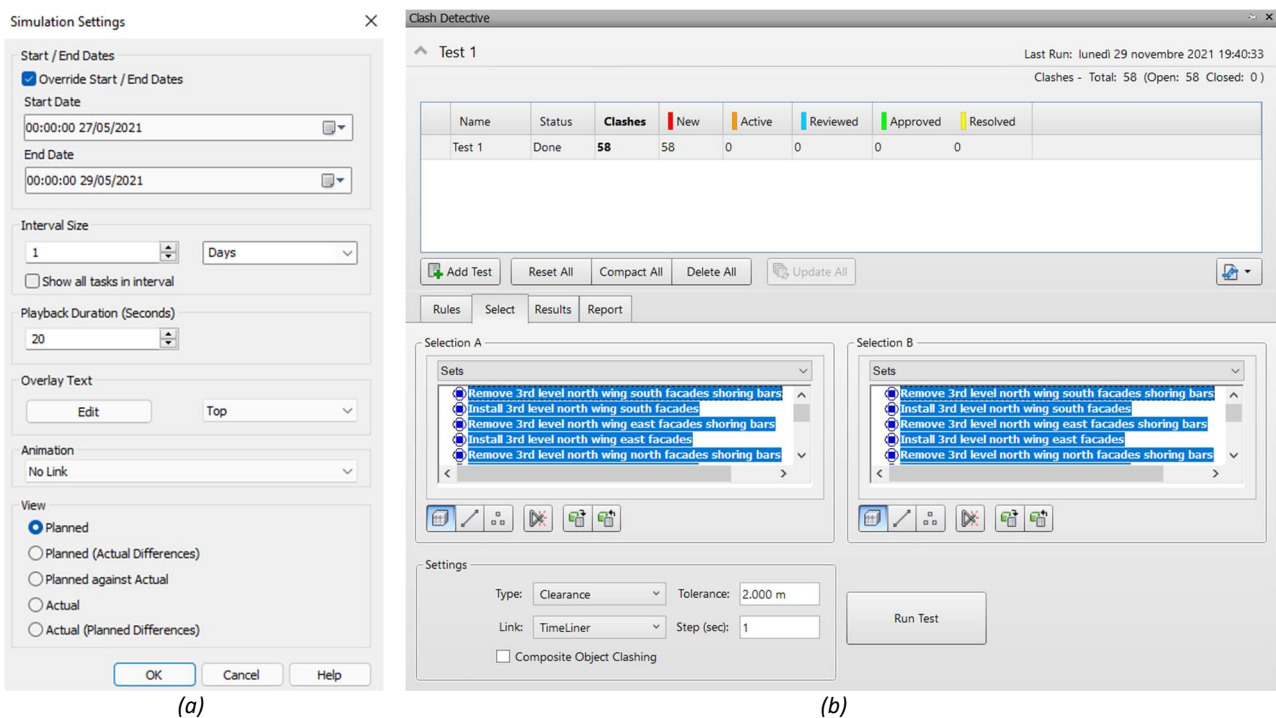 Simulation Settings
Start / End Dates
Override Start / End Dates
Start Date
00:00:00 27/05/2021
End Date
00:00:00 29/05/2021
Interval Size
1 Days
Show all tasks in interval
Playback Duration (Seconds)
20
Overlay Text
Edit Top
Animation
No Link
View
Planned
Planned (Actual Differences)
Planned against Actual
Actual
Actual (Planned Differences)
OK Cancel Help
(a)
Clash Detective
Test 1
Last Run: lunedì 29 novembre 2021 19:40:33
Clashes - Total: 58 (Open: 58 Closed: 0 )
Name Status Clashes New Active Reviewed Approved Resolved
Test 1 Done 58 58 0 0 0 0
Add Test Reset All Compact All Delete All Update All
Rules Select Results Report
Selection A
Sets
Remove 3rd level north wing south facades shoring bars
Install 3rd level north wing south facades
Remove 3rd level north wing east facades shoring bars
Install 3rd level north wing east facades
Remove 3rd level north wing north facades shoring bars
Selection B
Sets
Remove 3rd level north wing south facades shoring bars
Install 3rd level north wing south facades
Remove 3rd level north wing east facades shoring bars
Install 3rd level north wing east facades
Remove 3rd level north wing north facades shoring bars
Settings
Type: Clearance Tolerance: 2.000 m
Link: TimeLiner Step (sec): 1
Composite Object Clashing
Run Test
(b)